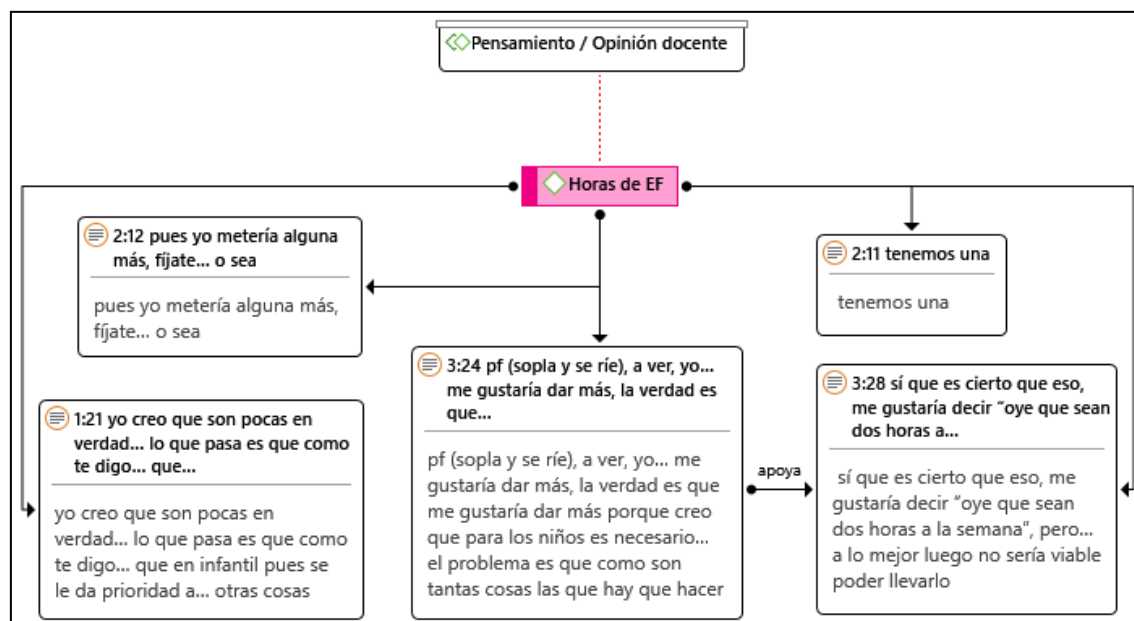 Pensamiento / Opinión docente
Horas de EF
2:12 pues yo metería alguna
más, fíjate... o sea
pues yo metería alguna más,
fíjate... o sea
2:11 tenemos una
tenemos una
1:21 yo creo que son pocas en
verdad... lo que pasa es que como
te digo... que...
yo creo que son pocas en
verdad... lo que pasa es que como
te digo... que en infantil pues se
le da prioridad a... otras cosas
3:24 pf (sopla y se ríe), a ver, yo...
me gustaría dar más, la verdad es
que...
pf (sopla y se ríe), a ver, yo... me
gustaría dar más, la verdad es que
me gustaría dar más porque creo
que para los niños es necesario...
el problema es que como son
tantas cosas las que hay que hacer
apoya
3:28 sí que es cierto que eso,
me gustaría decir “oye que sean
dos horas a...
sí que es cierto que eso, me
gustaría decir “oye que sean
dos horas a la semana”, pero...
a lo mejor luego no sería viable
poder llevarlo